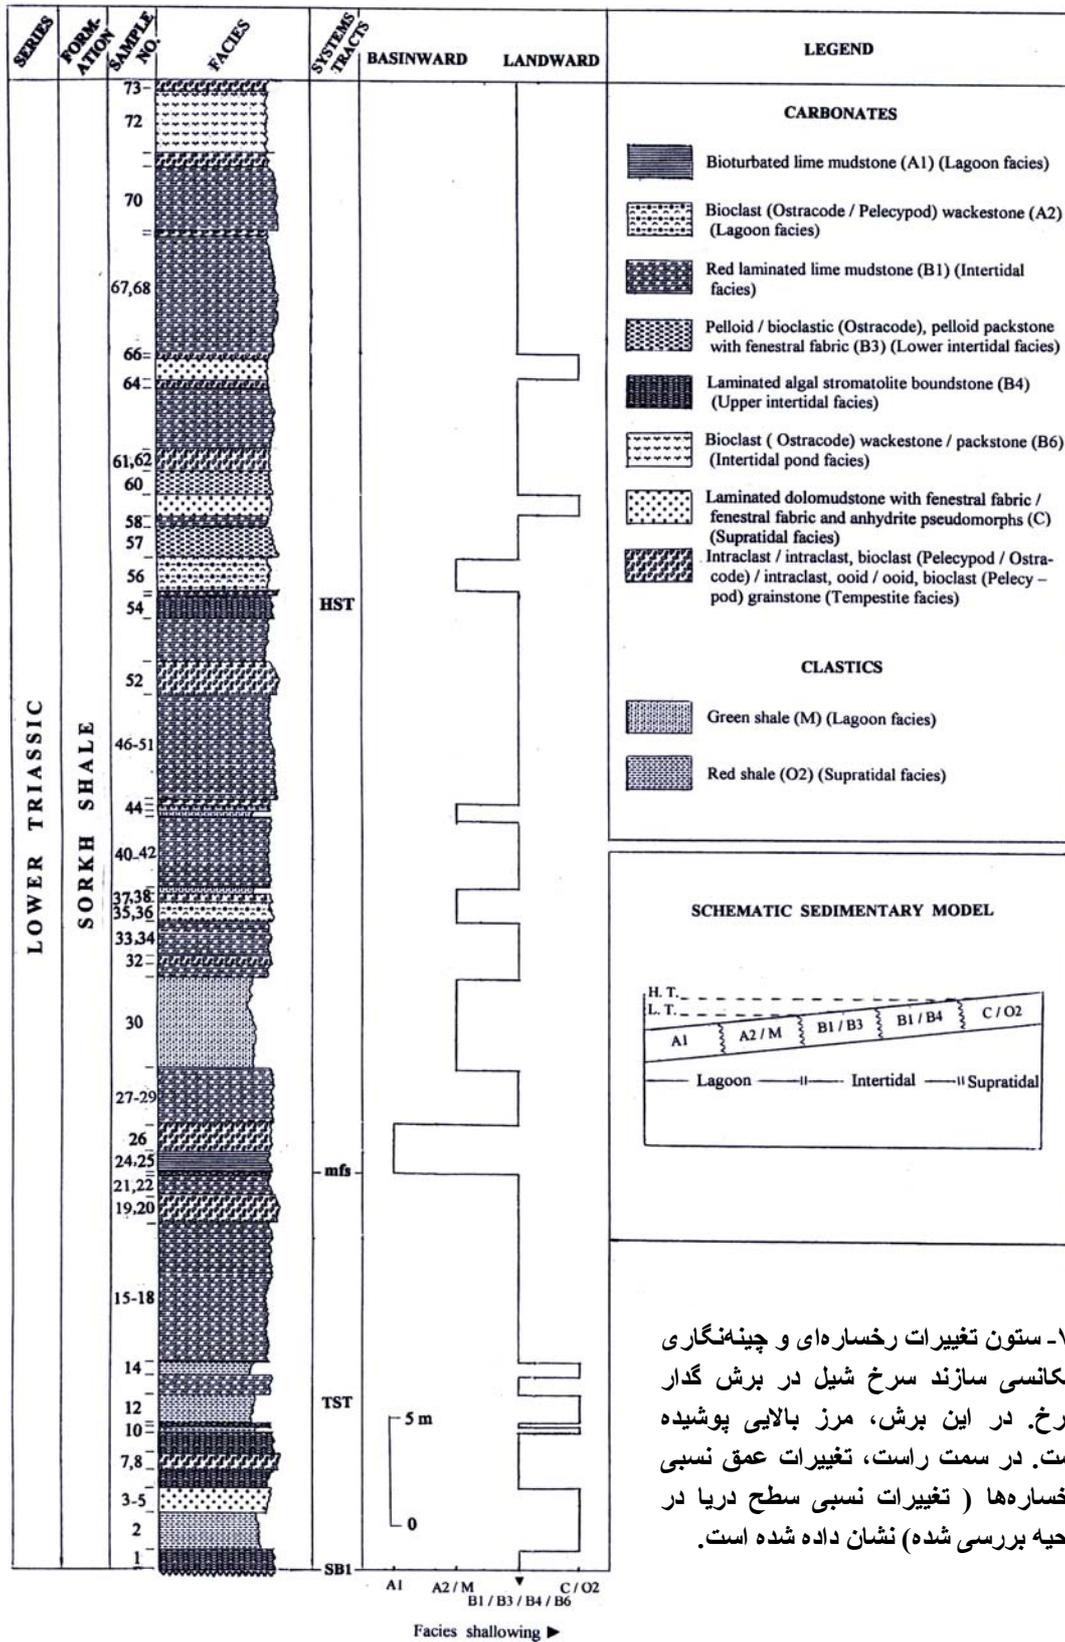 SERIES
FORM-
ATION
SAMPLE
NO.
FACIES
SYSTEMS
TRACTS
BASINWARD
LANDWARD
73
72
70
67,68
66
64
61,62
60
58
57
56
54
52
46-51
44
40-42
37,38
35,36
33,34
32
30
27-29
26
24,25
21,22
19,20
15-18
14
12
10
7,8
3-5
2
1
LOWER TRIASSIC
SORKH SHALE
HST
mfs
TST
SB1
5 m
0
A1
A2 / M
B1 / B3 / B4 / B6
C / O2
Facies shallowing ►
LEGEND
CARBONATES
Bioturbated lime mudstone (A1) (Lagoon facies)
Bioclast (Ostracode / Pelecypod) wackestone (A2)
(Lagoon facies)
Red laminated lime mudstone (B1) (Intertidal
facies)
Pelloid / bioclastic (Ostracode), pelloid packstone
with fenestral fabric (B3) (Lower intertidal facies)
Laminated algal stromatolite boundstone (B4)
(Upper intertidal facies)
Bioclast ( Ostracode) wackestone / packstone (B6)
(Intertidal pond facies)
Laminated dolomudstone with fenestral fabric /
fenestral fabric and anhydrite pseudomorphs (C)
(Supratidal facies)
Intraclast / intraclast, bioclast (Pelecypod / Ostra-
code) / intraclast, ooid / ooid, bioclast (Pelecy –
pod) grainstone (Tempestite facies)
CLASTICS
Green shale (M) (Lagoon facies)
Red shale (O2) (Supratidal facies)
SCHEMATIC SEDIMENTARY MODEL
H. T.
L. T.
A1
A2 / M
B1 / B3
B1 / B4
C / O2
Lagoon
Intertidal
Supratidal
۷- ستون تغییرات رخساره‌ای و چینه‌نگاری
کانسی سازند سرخ شیل در برش گدار
رخ. در این برش، مرز بالایی پوشیده
ست. در سمت راست، تغییرات عمق نسبی
خساره‌ها ( تغییرات نسبی سطح دریا در
حیه بررسی شده) نشان داده شده است.